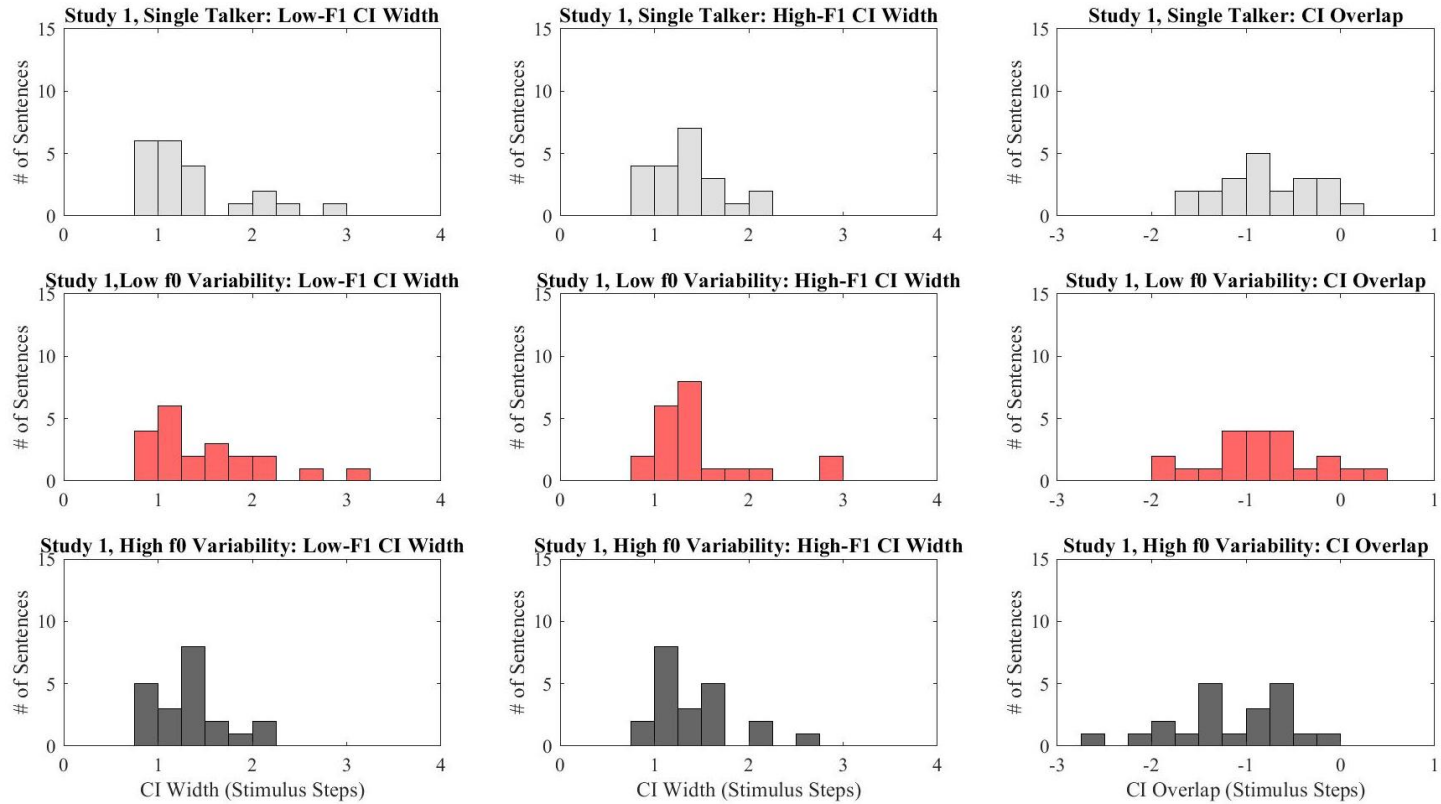 Study 1, Single Talker: Low-F1 CI Width
# of Sentences
15
10
5
0
0 1 2 3 4
Study 1, Single Talker: High-F1 CI Width
# of Sentences
15
10
5
0
0 1 2 3 4
Study 1, Single Talker: CI Overlap
# of Sentences
15
10
5
0
-3 -2 -1 0 1
Study 1,Low f0 Variability: Low-F1 CI Width
# of Sentences
15
10
5
0
0 1 2 3 4
Study 1, Low f0 Variability: High-F1 CI Width
# of Sentences
15
10
5
0
0 1 2 3 4
Study 1, Low f0 Variability: CI Overlap
# of Sentences
15
10
5
0
-3 -2 -1 0 1
Study 1, High f0 Variability: Low-F1 CI Width
# of Sentences
15
10
5
0
0 1 2 3 4
CI Width (Stimulus Steps)
Study 1, High f0 Variability: High-F1 CI Width
# of Sentences
15
10
5
0
0 1 2 3 4
CI Width (Stimulus Steps)
Study 1, High f0 Variability: CI Overlap
# of Sentences
15
10
5
0
-3 -2 -1 0 1
CI Overlap (Stimulus Steps)